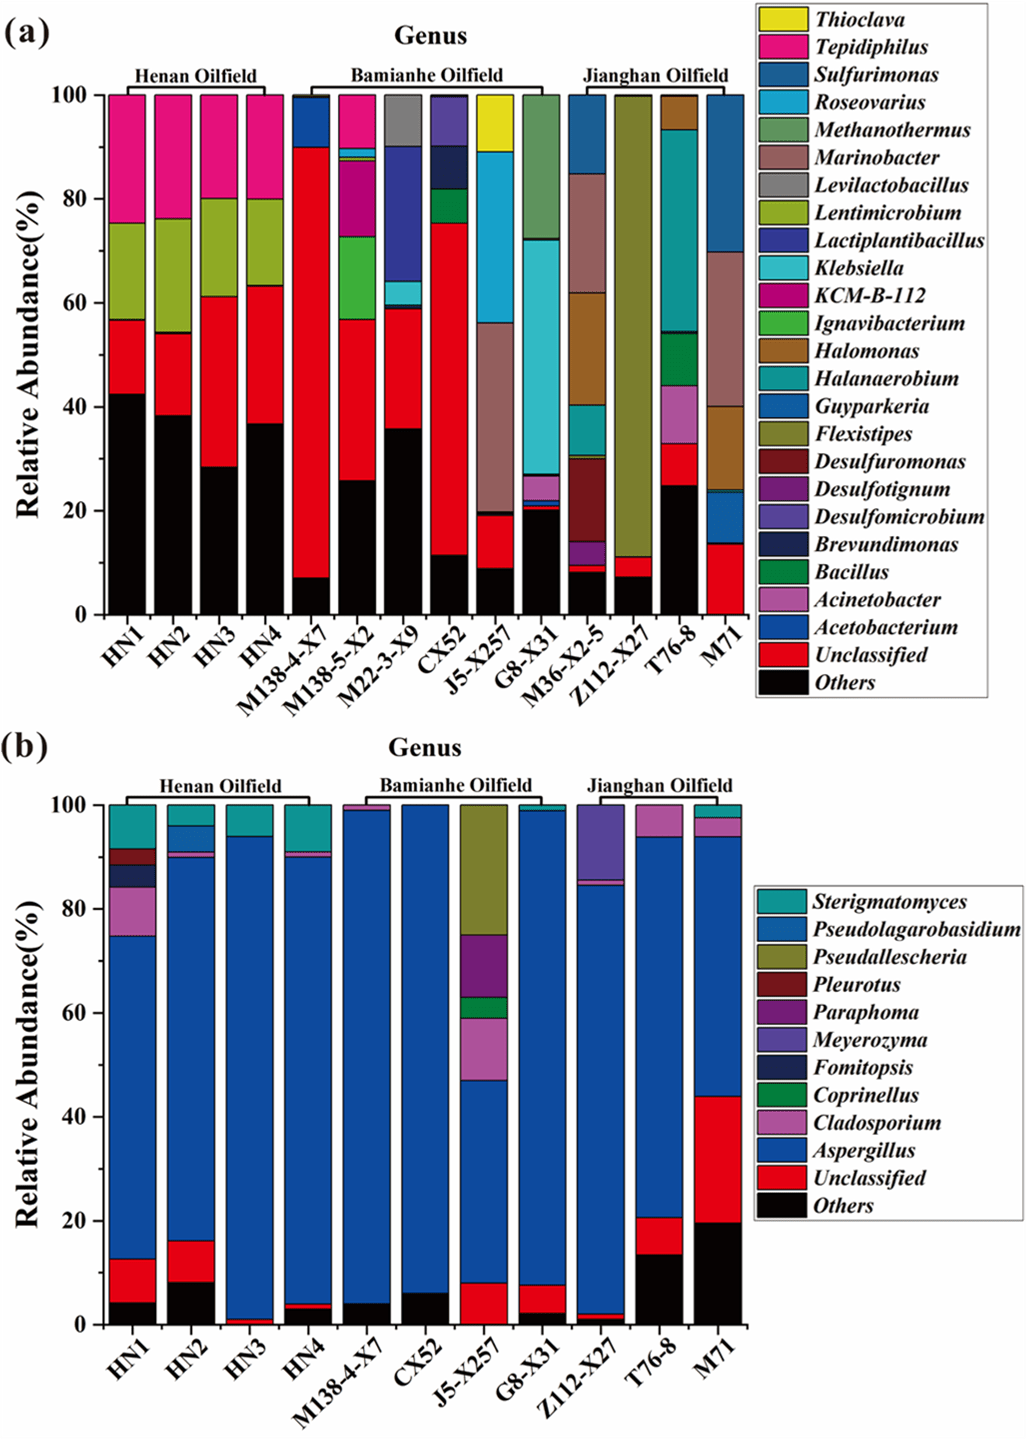 (a)
Genus
Henan Oilfield
Bamianhe Oilfield
Jianghan Oilfield
Relative Abundance(%)
100
80
60
40
20
0
HN1
HN2
HN3
HN4
M138-4-X7
M138-5-X2
M22-3-X9
CX52
J5-X257
G8-X31
M36-X2-5
Z112-X27
T76-8
M71
Thioclava
Tepidiphilus
Sulfurimonas
Roseovarius
Methanothermus
Marinobacter
Levilactobacillus
Lentimicrobium
Lactiplantibacillus
Klebsiella
KCM-B-112
Ignavibacterium
Halomonas
Halanaerobium
Guyparkeria
Flexistipes
Desulfuromonas
Desulfotignum
Desulfomicrobium
Brevundimonas
Bacillus
Acinetobacter
Acetobacterium
Unclassified
Others
(b)
Genus
Henan Oilfield
Bamianhe Oilfield
Jianghan Oilfield
Relative Abundance(%)
100
80
60
40
20
0
HN1
HN2
HN3
HN4
M138-4-X7
CX52
J5-X257
G8-X31
Z112-X27
T76-8
M71
Sterigmatomyces
Pseudolagarobasidium
Pseudallescheria
Pleurotus
Paraphoma
Meyerozyma
Fomitopsis
Coprinellus
Cladosporium
Aspergillus
Unclassified
Others